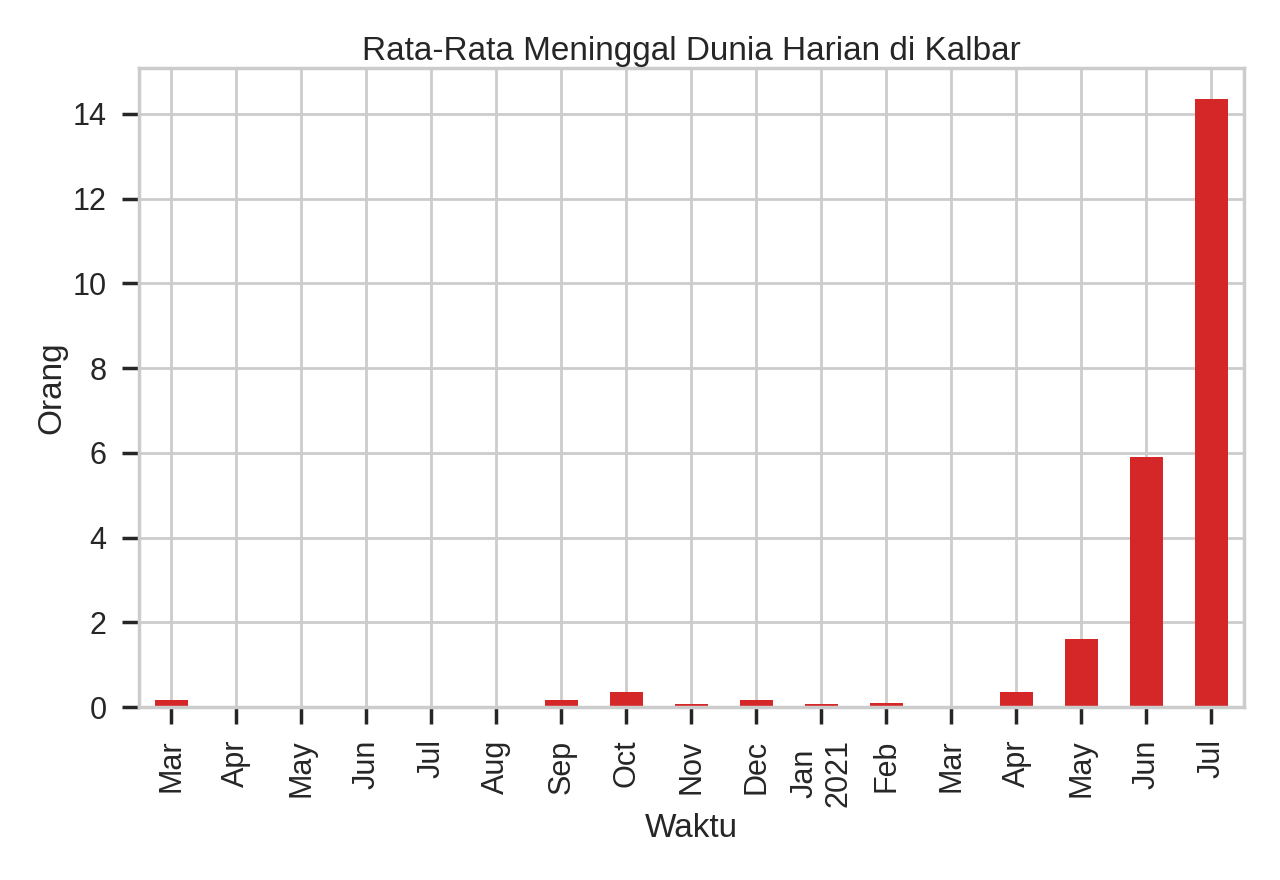 Rata-Rata Meninggal Dunia Harian di Kalbar
14
12
10
8
6
4
2
0
Orang
Mar
Apr
May
Jun
Jul
Aug
Sep
Oct
Nov
Dec
Jan
2021
Feb
Mar
Apr
May
Jun
Jul
Waktu